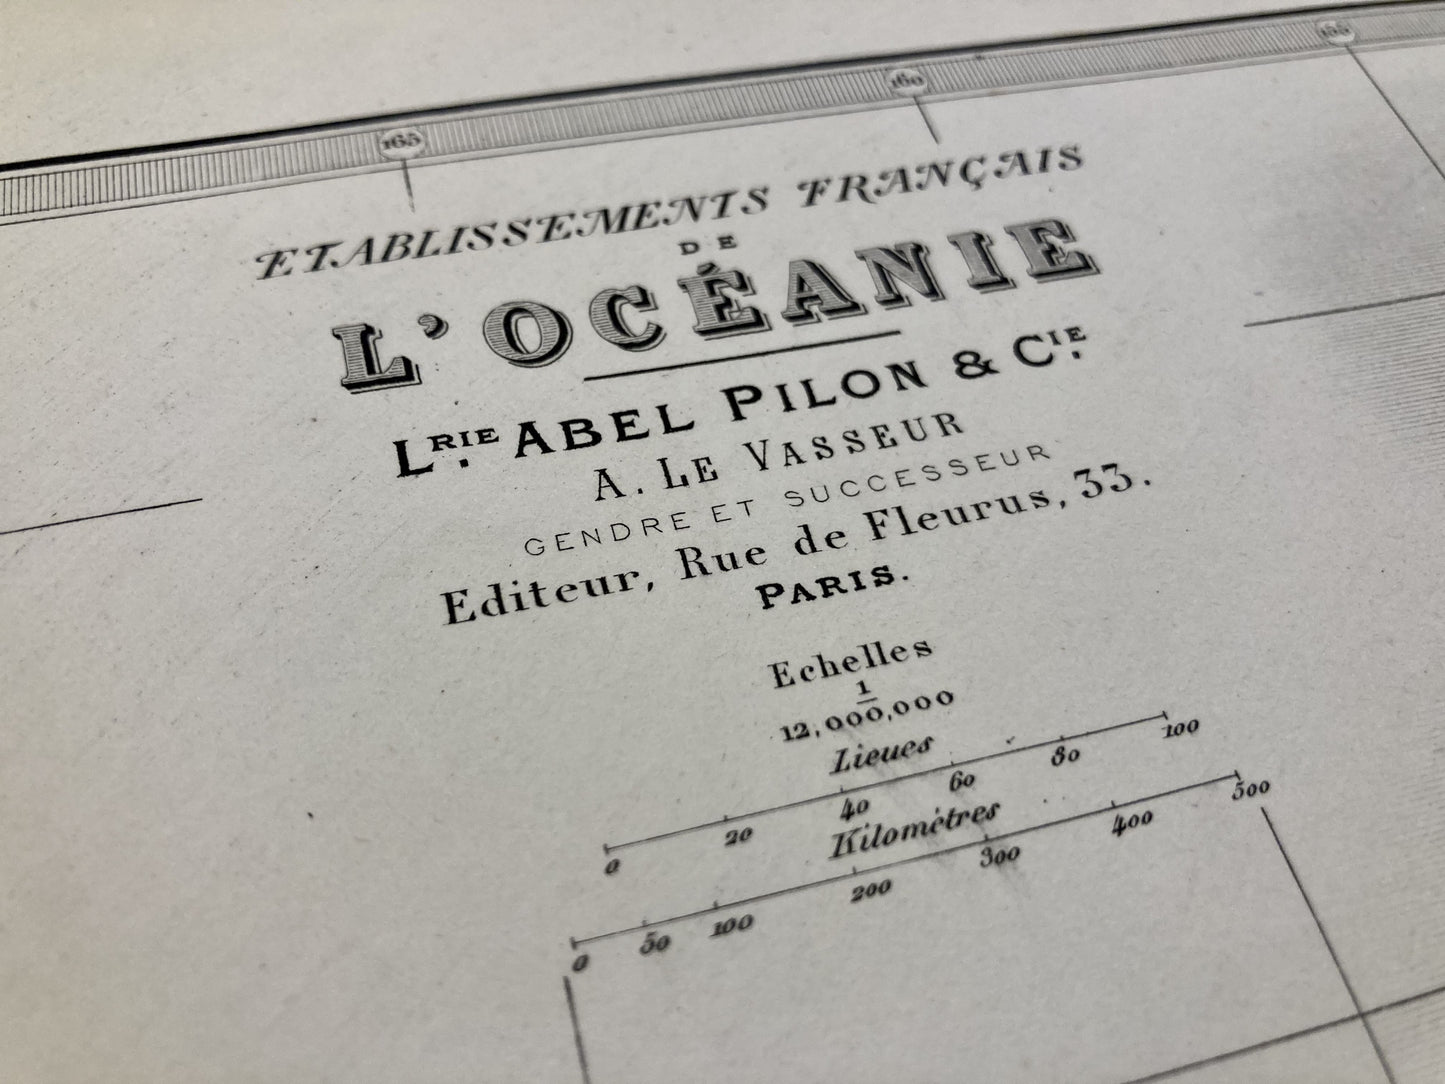 165 160 155
ETABLISSEMENTS FRANÇAIS
DE
L'OCÉANIE
LRIE. ABEL PILON & CIE.
A. LE VASSEUR
GENDRE ET SUCCESSEUR
Editeur, Rue de Fleurus, 33.
PARIS.
Echelles
1
12,000,000
Lieues
0 20 40 60 80 100
Kilomètres
0 50 100 200 300 400 500